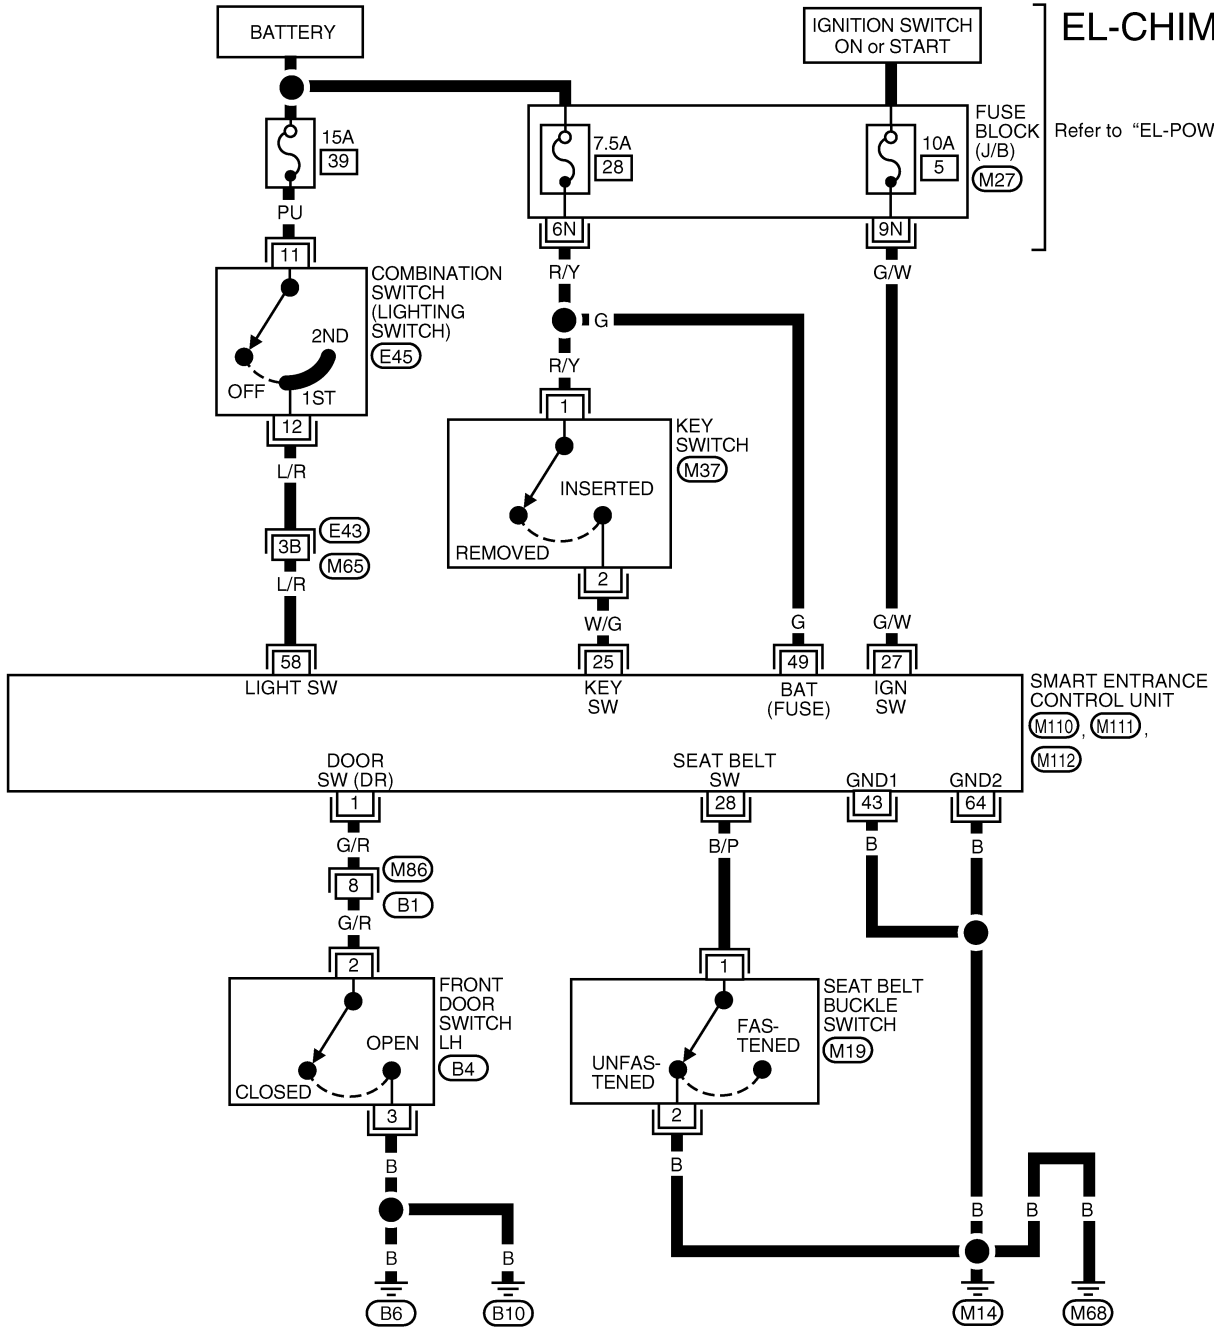 BATTERY
IGNITION SWITCH
ON or START
EL-CHIM
15A
39
7.5A
28
10A
5
FUSE
BLOCK
(J/B)
M27
Refer to “EL-POW
PU
11
6N
9N
R/Y
G/W
COMBINATION
SWITCH
(LIGHTING
SWITCH)
E45
2ND
OFF
1ST
G
R/Y
12
1
KEY
SWITCH
M37
L/R
INSERTED
REMOVED
E43
3B
M65
L/R
2
W/G
G
G/W
58
25
49
27
LIGHT SW
KEY
SW
BAT
(FUSE)
IGN
SW
SMART ENTRANCE
CONTROL UNIT
M110 , M111 ,
M112
DOOR
SW (DR)
SEAT BELT
SW
GND1
GND2
1
28
43
64
G/R
B/P
B
B
M86
8
B1
G/R
2
1
FRONT
DOOR
SWITCH
LH
B4
OPEN
CLOSED
SEAT BELT
BUCKLE
SWITCH
M19
FAS-
TENED
UNFAS-
TENED
3
2
B
B
B
B
B
B
B
B6
B10
M14
M68